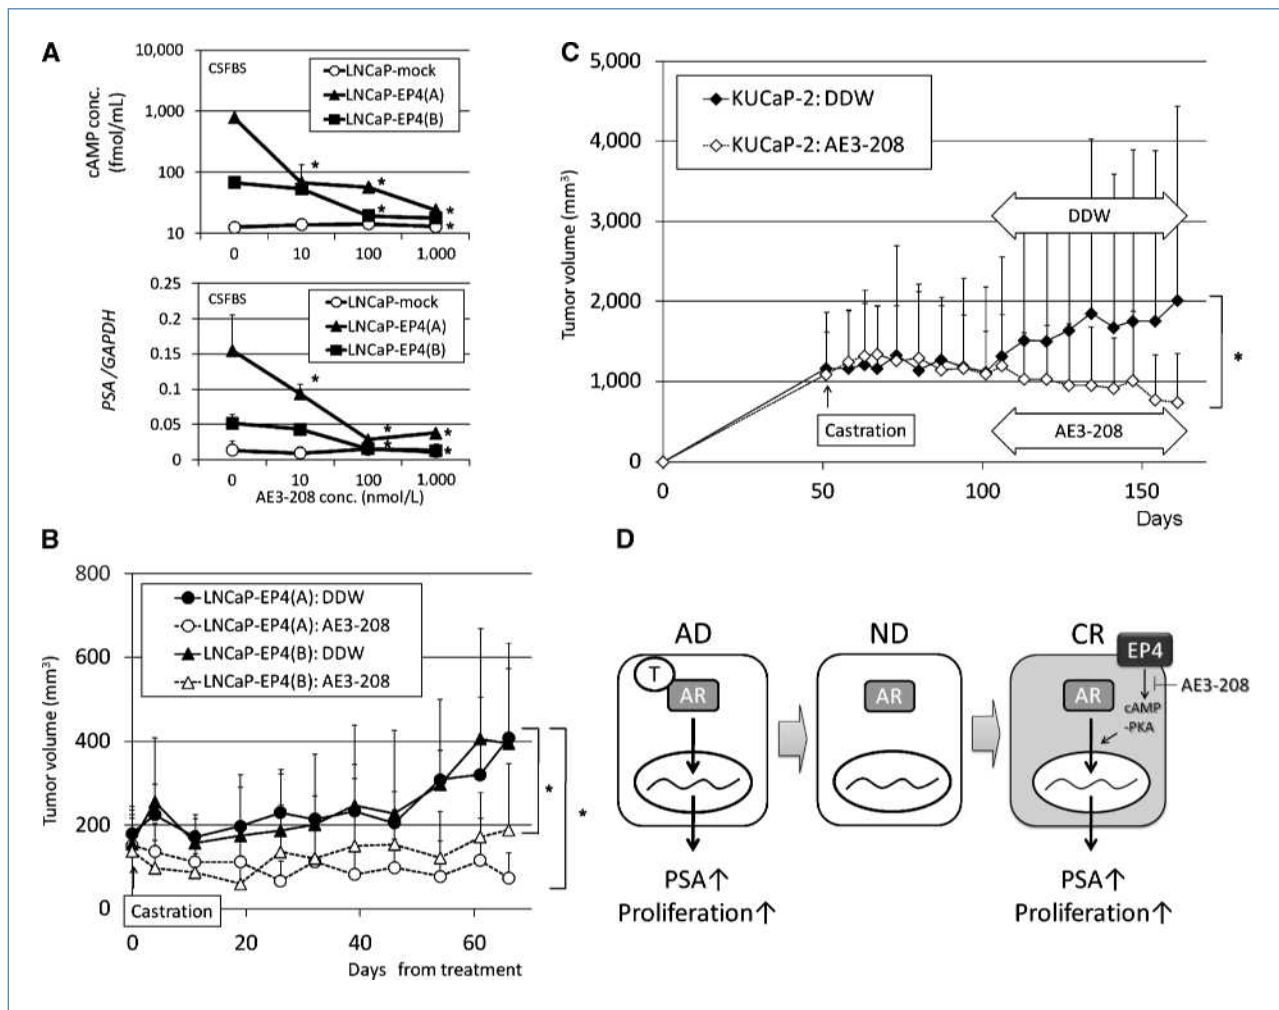 A
10,000
1,000
100
10
cAMP conc.
(fmol/mL)
CSFBS
LNCaP-mock
LNCaP-EP4(A)
LNCaP-EP4(B)
*
*
*
*
*
0
10
100
1,000
0.25
0.2
0.15
0.1
0.05
0
PSA/GAPDH
CSFBS
LNCaP-mock
LNCaP-EP4(A)
LNCaP-EP4(B)
*
*
*
*
*
0
10
100
1,000
AE3-208 conc. (nmol/L)
B
800
600
400
200
0
Tumor volume (mm³)
LNCaP-EP4(A): DDW
LNCaP-EP4(A): AE3-208
LNCaP-EP4(B): DDW
LNCaP-EP4(B): AE3-208
*
*
Castration
0
20
40
60
Days from treatment
C
5,000
4,000
3,000
2,000
1,000
0
Tumor volume (mm³)
KUCaP-2: DDW
KUCaP-2: AE3-208
DDW
*
Castration
AE3-208
0
50
100
150
Days
D
AD
ND
CR
EP4
T
AR
AR
AR
cAMP
-PKA
AE3-208
PSA↑
Proliferation↑
PSA↑
Proliferation↑